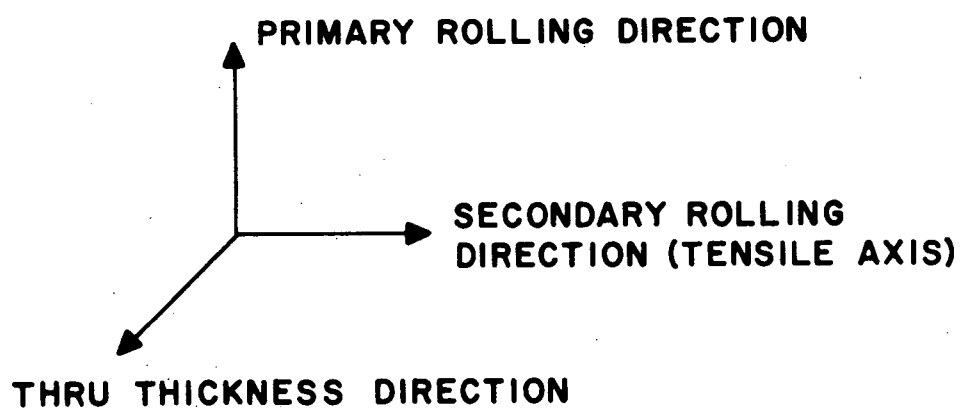 PRIMARY ROLLING DIRECTION
SECONDARY ROLLING
DIRECTION (TENSILE AXIS)
THRU THICKNESS DIRECTION